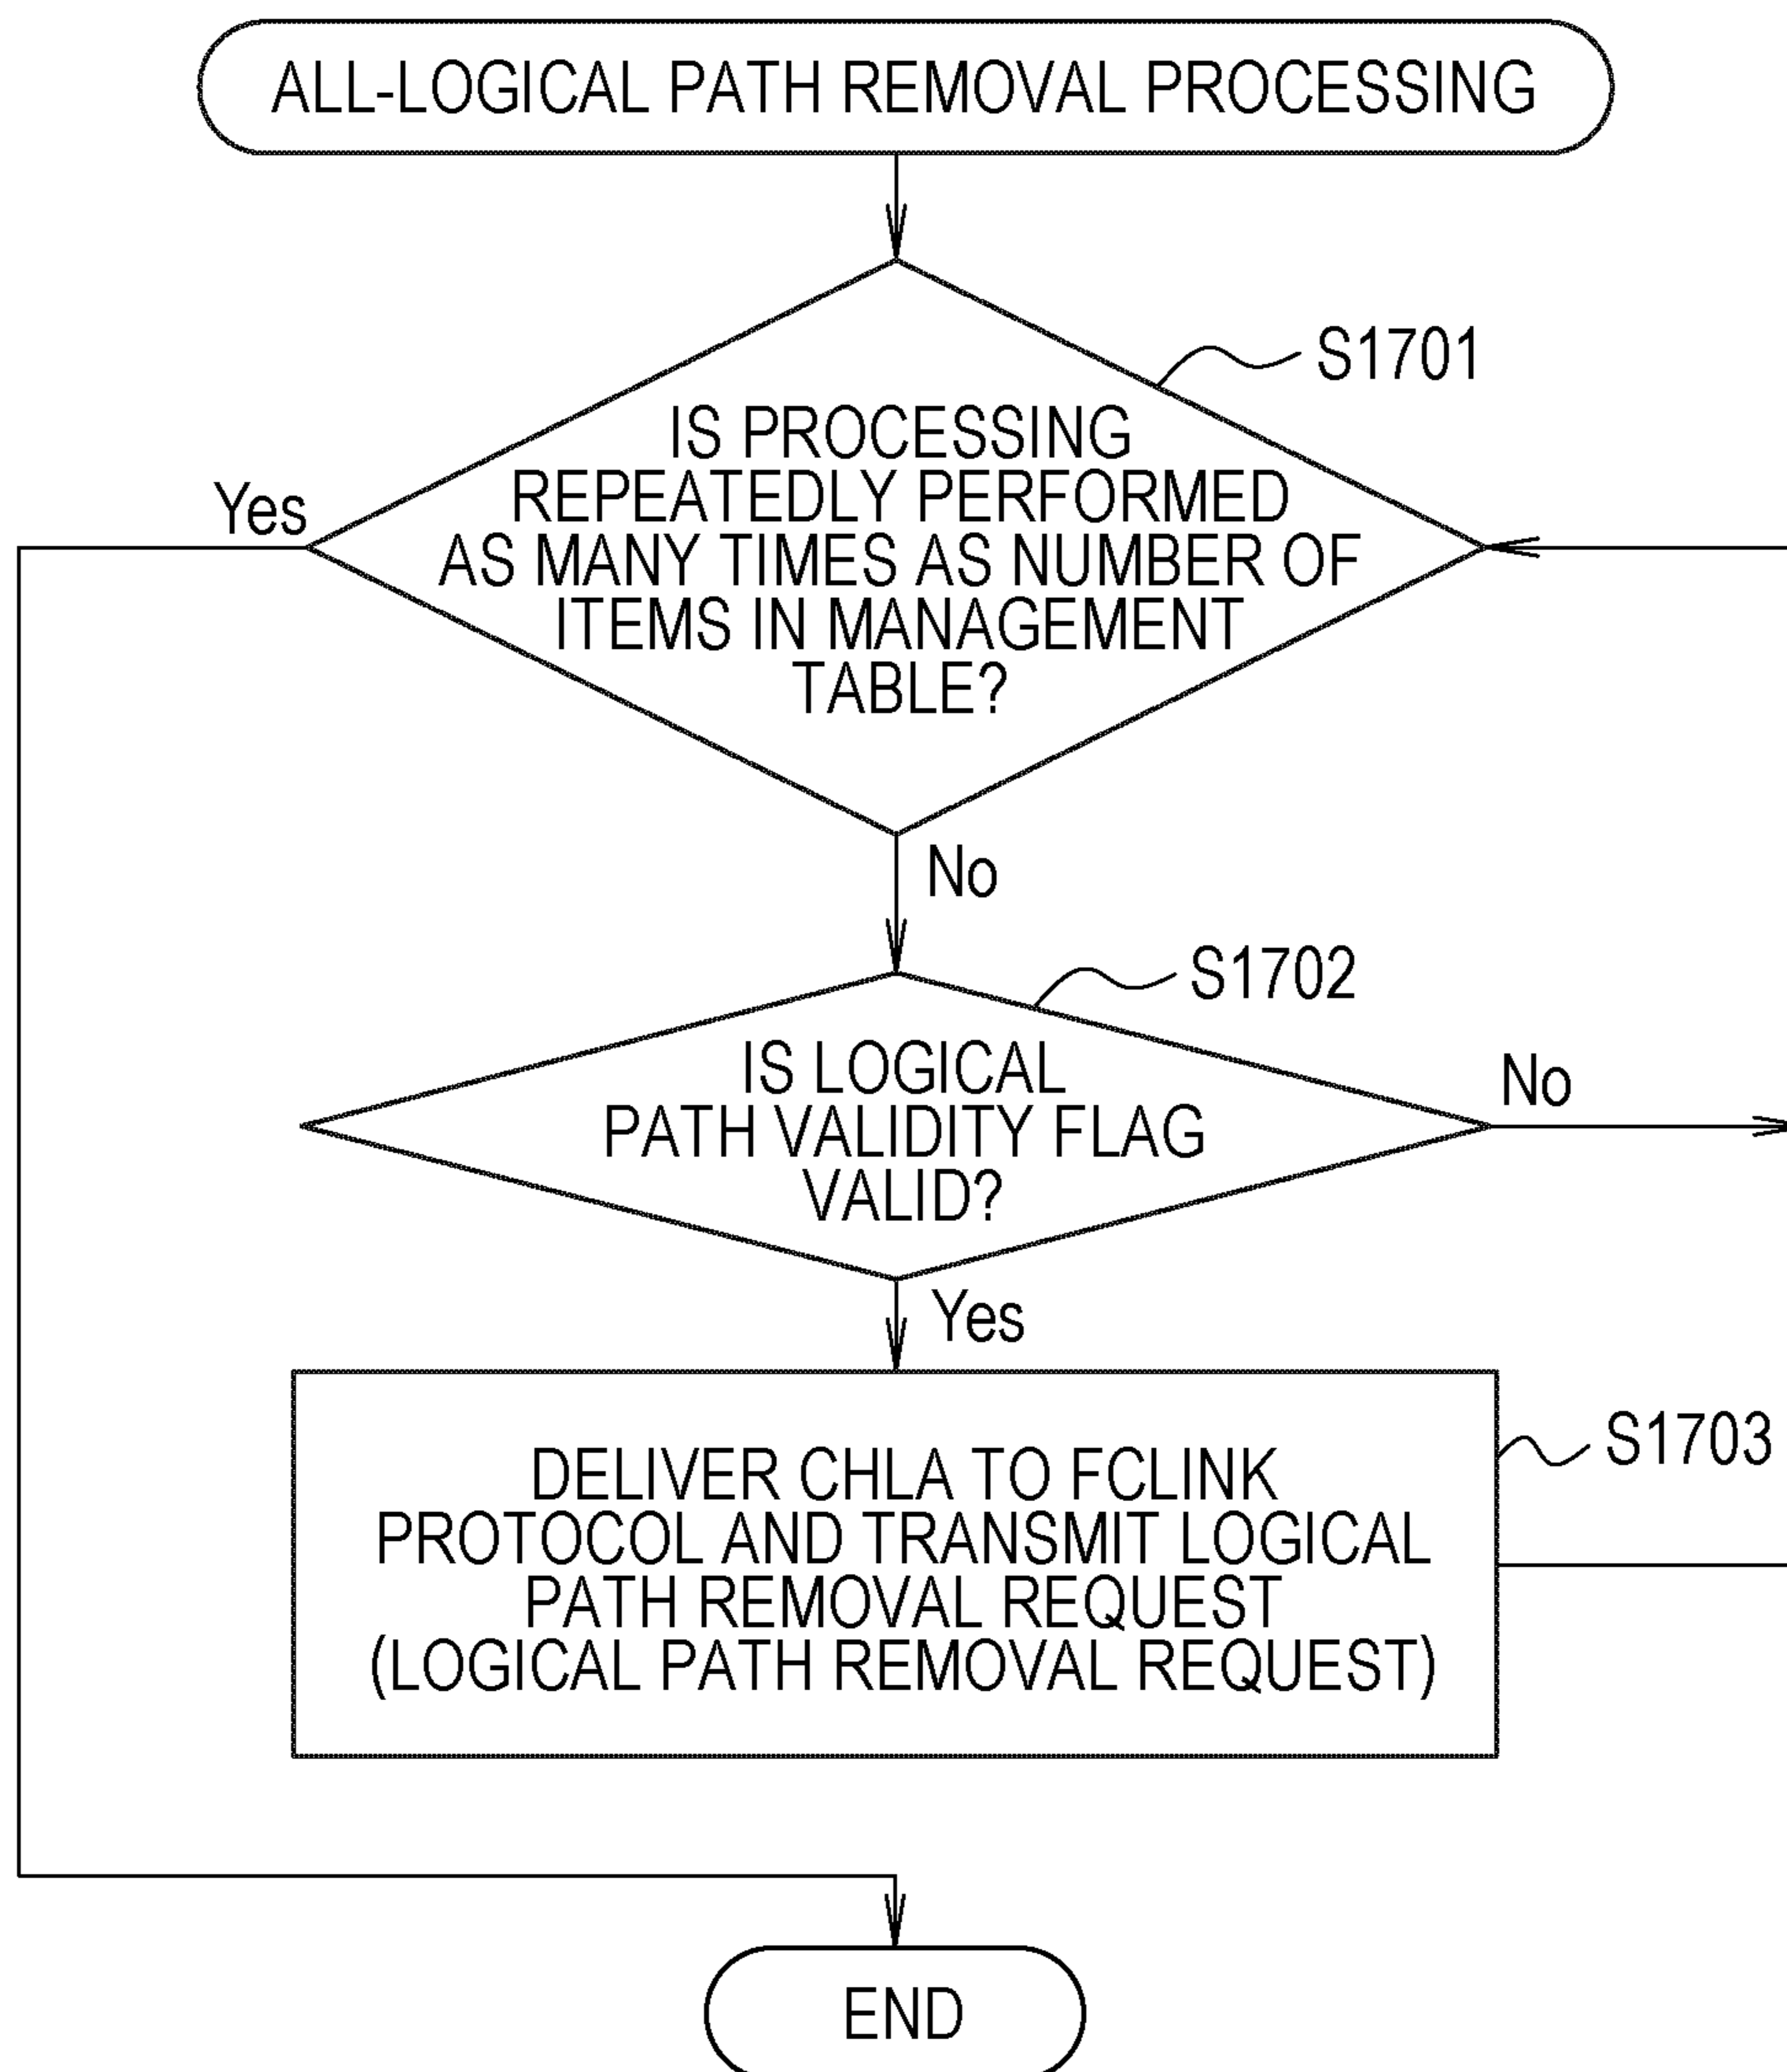 ALL-LOGICAL PATH REMOVAL PROCESSING
S1701
IS PROCESSING
REPEATEDLY PERFORMED
AS MANY TIMES AS NUMBER OF
ITEMS IN MANAGEMENT
TABLE?
Yes
No
S1702
IS LOGICAL
PATH VALIDITY FLAG
VALID?
No
Yes
S1703
DELIVER CHLA TO FCLINK
PROTOCOL AND TRANSMIT LOGICAL
PATH REMOVAL REQUEST
(LOGICAL PATH REMOVAL REQUEST)
END